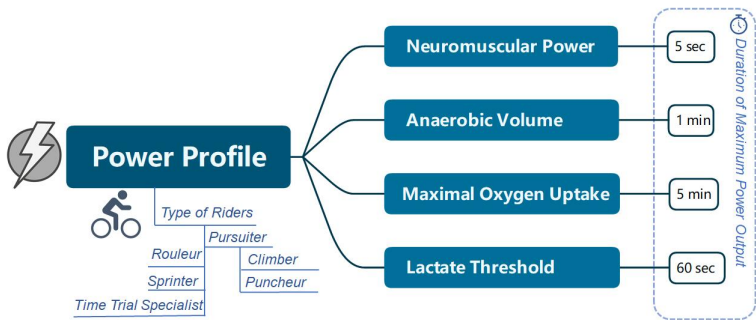 Power Profile
Type of Riders
Pursuiter
Rouleur
Climber
Sprinter
Puncheur
Time Trial Specialist
Neuromuscular Power
5 sec
Anaerobic Volume
1 min
Maximal Oxygen Uptake
5 min
Lactate Threshold
60 sec
Duration of Maximum Power Output